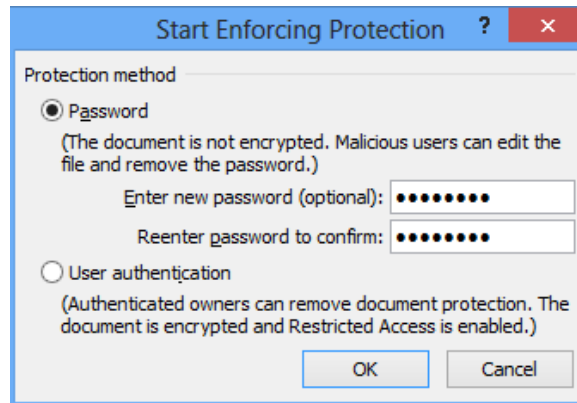 Start Enforcing Protection ? ×
Protection method
Password
(The document is not encrypted. Malicious users can edit the
file and remove the password.)
Enter new password (optional): ●●●●●●●●
Reenter password to confirm: ●●●●●●●●
User authentication
(Authenticated owners can remove document protection. The
document is encrypted and Restricted Access is enabled.)
OK Cancel